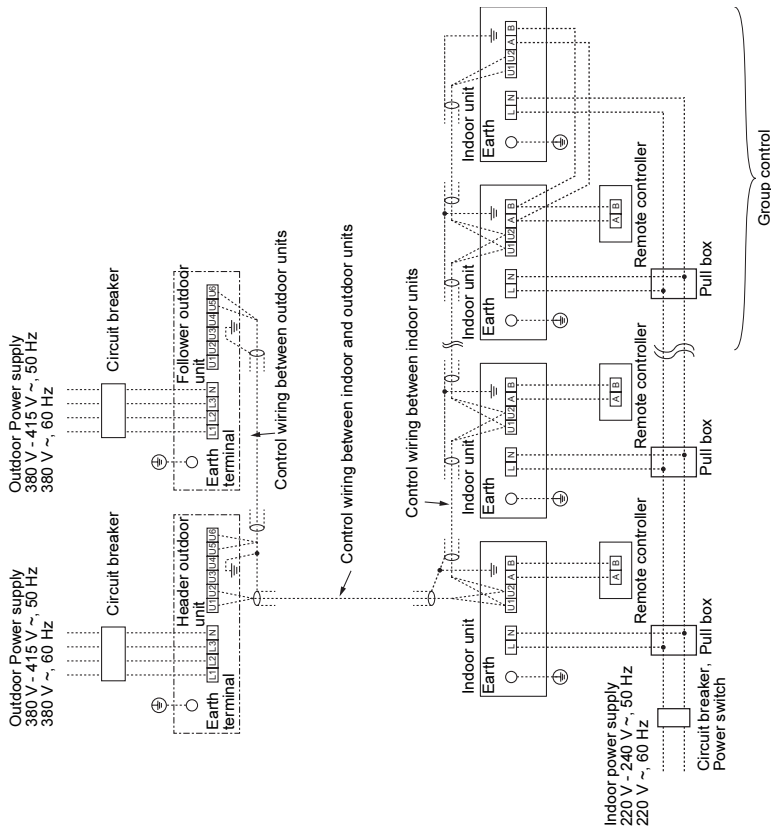 Outdoor Power supply
380 V - 415 V ~, 50 Hz
380 V ~, 60 Hz
Circuit breaker
Header outdoor
unit
L1 L2 L3 N
U1 U2 U3 U4 U5 U6
Earth
terminal
Outdoor Power supply
380 V - 415 V ~, 50 Hz
380 V ~, 60 Hz
Circuit breaker
Follower outdoor
unit
L1 L2 L3 N
U1 U2 U3 U4 U5 U6
Earth
terminal
Control wiring between outdoor units
Control wiring between indoor and outdoor units
Control wiring between indoor units
Indoor unit
Earth
L N
U1 U2 A B
Remote controller
A B
Pull box
Indoor unit
Earth
L N
U1 U2 A B
Remote controller
A B
Pull box
Indoor unit
Earth
L N
U1 U2 A B
Remote controller
A B
Pull box
Indoor unit
Earth
L N
U1 U2 A B
Group control
Indoor power supply
220 V - 240 V ~, 50 Hz
220 V ~, 60 Hz
Circuit breaker,
Power switch